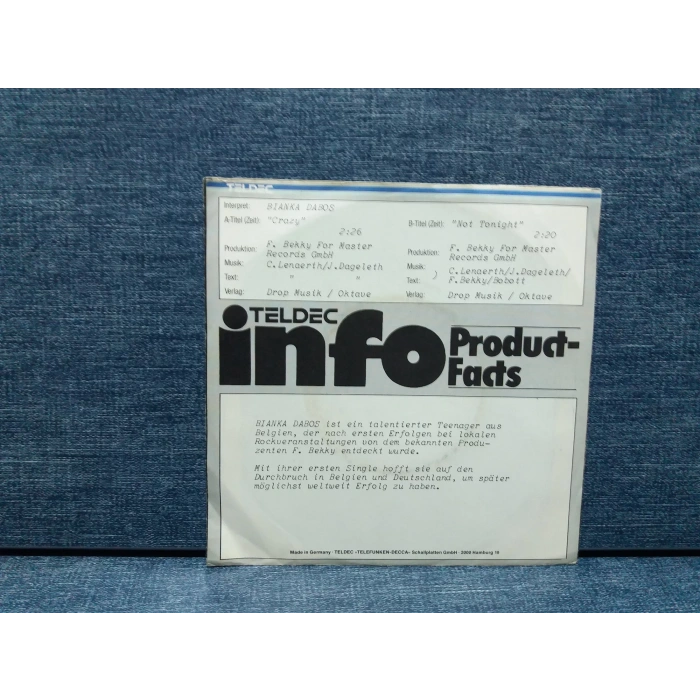 TELDEC
Interpret: BIANKA DABOS
A-Titel (Zeit): "Crazy"
2:26
Produktion: F. Bekky For Master
Records GmbH
Musik: C.Lenaerth/J.Dageleth
Text: " "
Verlag: Drop Musik / Oktave
B-Titel (Zeit): "Not Tonight"
2:20
Produktion: F. Bekky for Master
Records GmbH
Musik: ) C.Lenaerth/J.Dageleth/
Text: F.Bekky/Bobott
Verlag: Drop Musik / Oktave
TELDEC
info
Product-
Facts
BIANKA DABOS ist ein talentierter Teenager aus
Belgien, der nach ersten Erfolgen bei lokalen
Rockveranstaltungen von dem bekannten Produ-
zenten F. Bekky entdeckt wurde.
Mit ihrer ersten Single hofft sie auf den
Durchbruch in Belgien und Deutschland, um später
möglichst weltweit Erfolg zu haben.
Made in Germany TELDEC »TELEFUNKEN-DECCA« Schallplatten GmbH · 2000 Hamburg 19